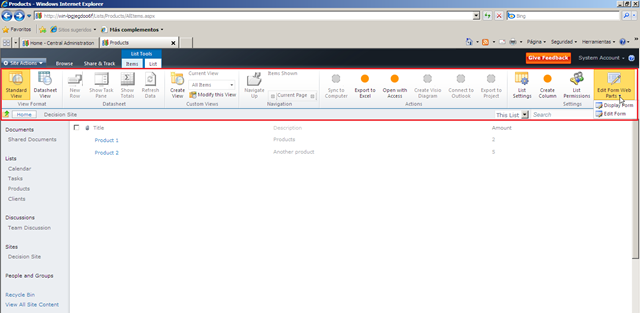 Products - Windows Internet Explorer
Lists/Products/AllItems.aspx
Bing
Favoritos
Sitios sugeridos
Más complementos
Home - Central Administration
Products
Página
Seguridad
Herramientas
List Tools
Give Feedback
System Account
Site Actions
Browse
Share & Track
Items
List
Standard View
Datasheet View
View Format
New Row
Show Task Pane
Show Totals
Refresh Data
Datasheet
Create View
Current View
All Items
Modify this View
Custom Views
Items Shown
Navigate Up
Current Page
Navigation
Sync to Computer
Export to Excel
Open with Access
Create Visio Diagram
Connect to Outlook
Export to Project
Actions
List Settings
Create Column
List Permissions
Edit Form Web Parts
Settings
Display Form
Edit Form
Home
Decision Site
This List
Search
Documents
Shared Documents
Lists
Calendar
Tasks
Products
Clients
Discussions
Team Discussion
Sites
Decision Site
People and Groups
Recycle Bin
View All Site Content
Title
Description
Amount
Product 1
Products
2
Product 2
Another product
5